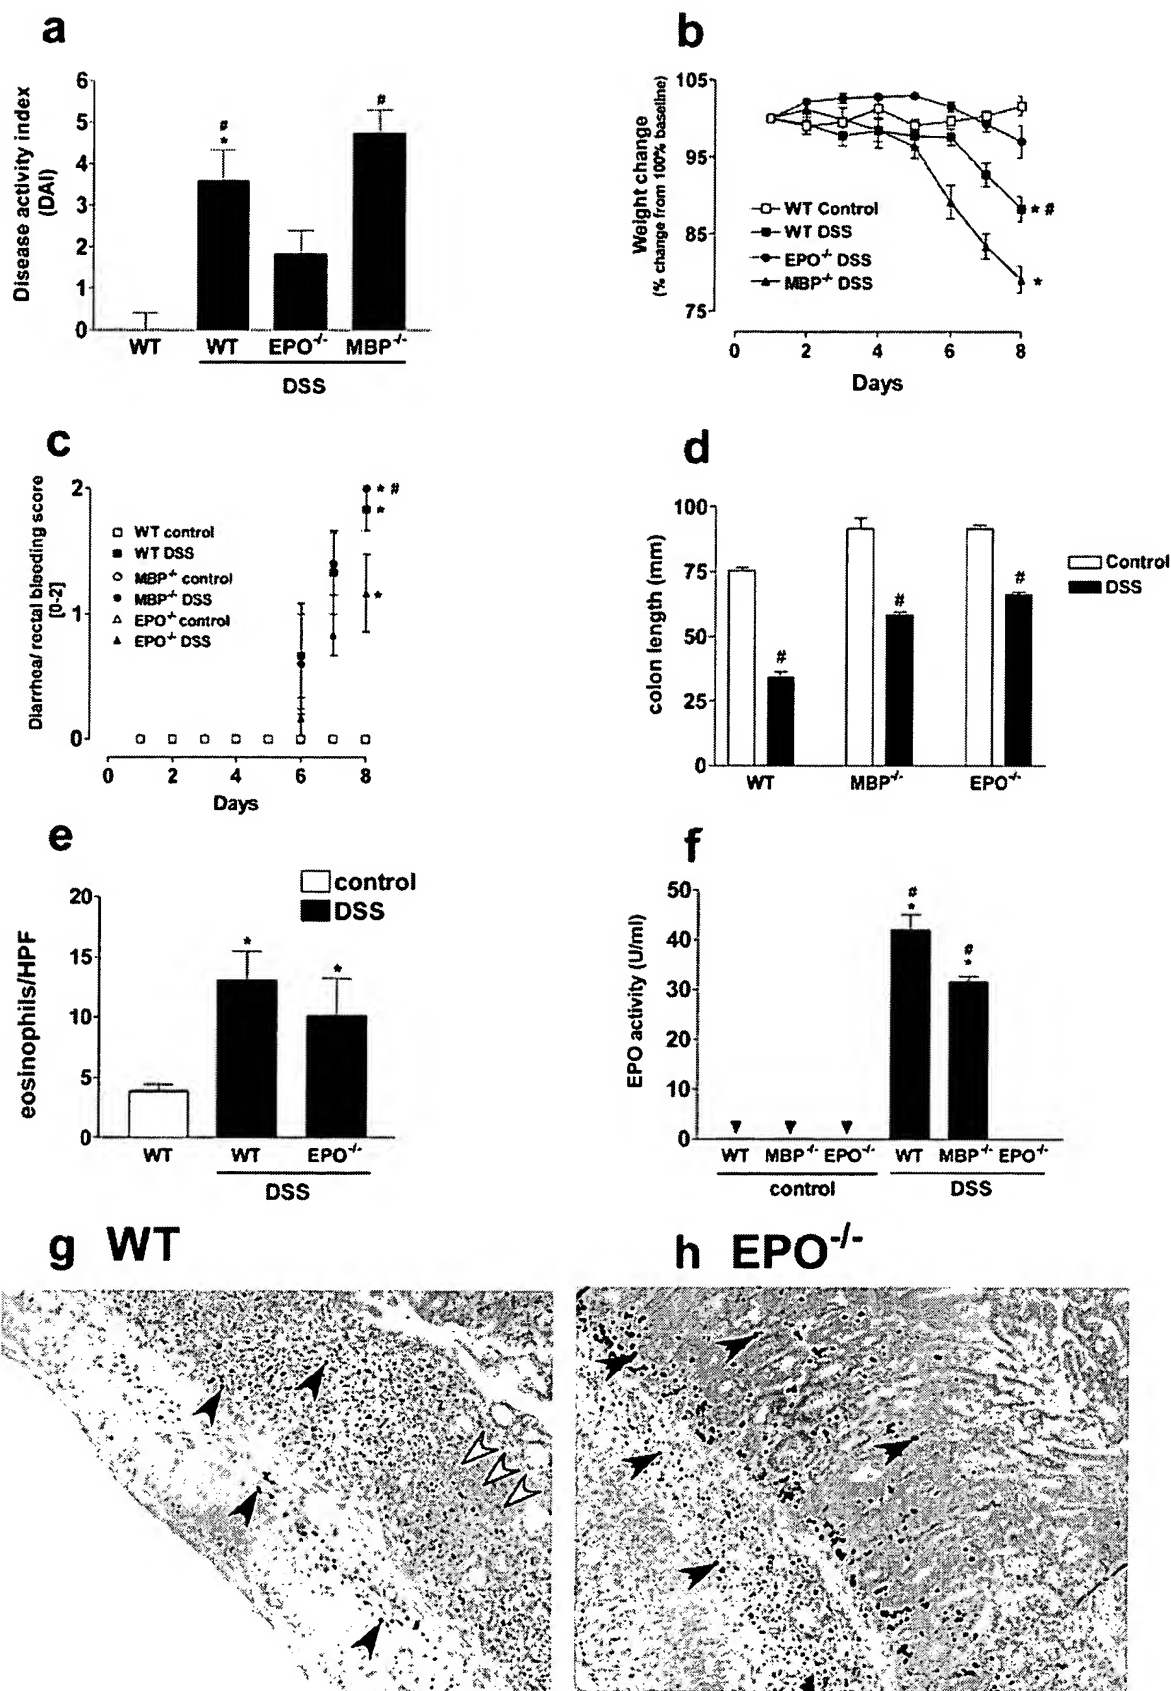 a
Disease activity index
(DAI)
6
5
4
3
2
1
0
#
*
#
WT
WT
EPO-/-
MBP-/-
DSS
b
Weight change
(% change from 100% baseline)
105
95
85
75
WT Control
WT DSS
EPO-/- DSS
MBP-/- DSS
* #
*
0 2 4 6 8
Days
c
Diarrhea/ rectal bleeding score
[0-2]
2
1
0
WT control
WT DSS
MBP-/- control
MBP-/- DSS
EPO-/- control
EPO-/- DSS
* #
*
*
0 2 4 6 8
Days
d
colon length (mm)
100
75
50
25
0
#
#
#
Control
DSS
WT MBP-/- EPO-/-
e
eosinophils/HPF
20
15
10
5
0
control
DSS
*
*
WT WT EPO-/-
DSS
f
EPO activity (U/ml)
50
40
30
20
10
0
#
*
#
*
WT MBP-/- EPO-/- WT MBP-/- EPO-/-
control DSS
g WT
h EPO-/-